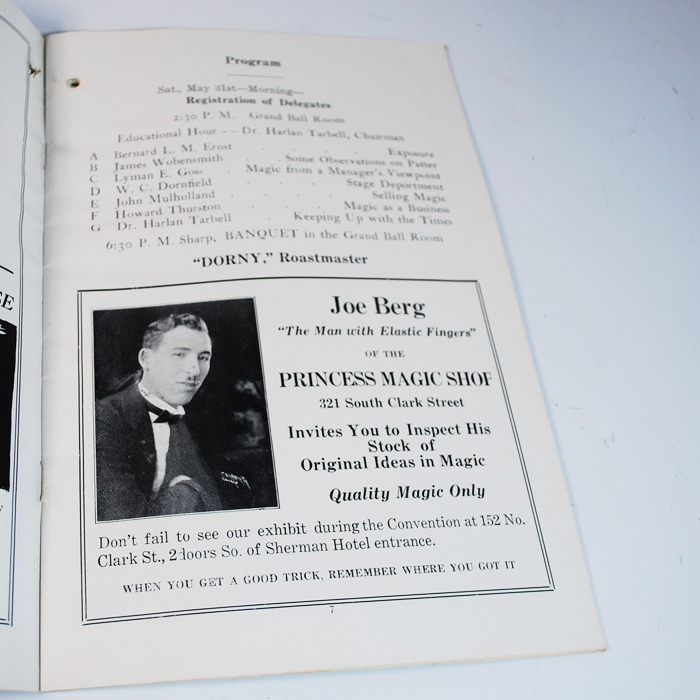 Program
Sat., May 31st—Morning—
Registration of Delegates
2:30 P. M. Grand Ball Room
Educational Hour -- Dr. Harlan Tarbell, Chairman
A Bernard L. M. Ernst . . . . Exposure
B James Wobensmith . Some Observations on Patter
C Lyman E. Goss . Magic from a Manager's Viewpoint
D W. C. Dornfield . . . Stage Deportment
E John Mulholland . . . . Selling Magic
F Howard Thurston . . . Magic as a Business
G Dr. Harlan Tarbell . Keeping Up with the Times
6:30 P. M. Sharp, BANQUET in the Grand Ball Room
"DORNY," Roastmaster
Joe Berg
"The Man with Elastic Fingers"
OF THE
PRINCESS MAGIC SHOP
321 South Clark Street
Invites You to Inspect His
Stock of
Original Ideas in Magic
Quality Magic Only
Don't fail to see our exhibit during the Convention at 152 No.
Clark St., 2 doors So. of Sherman Hotel entrance.
WHEN YOU GET A GOOD TRICK, REMEMBER WHERE YOU GOT IT
7